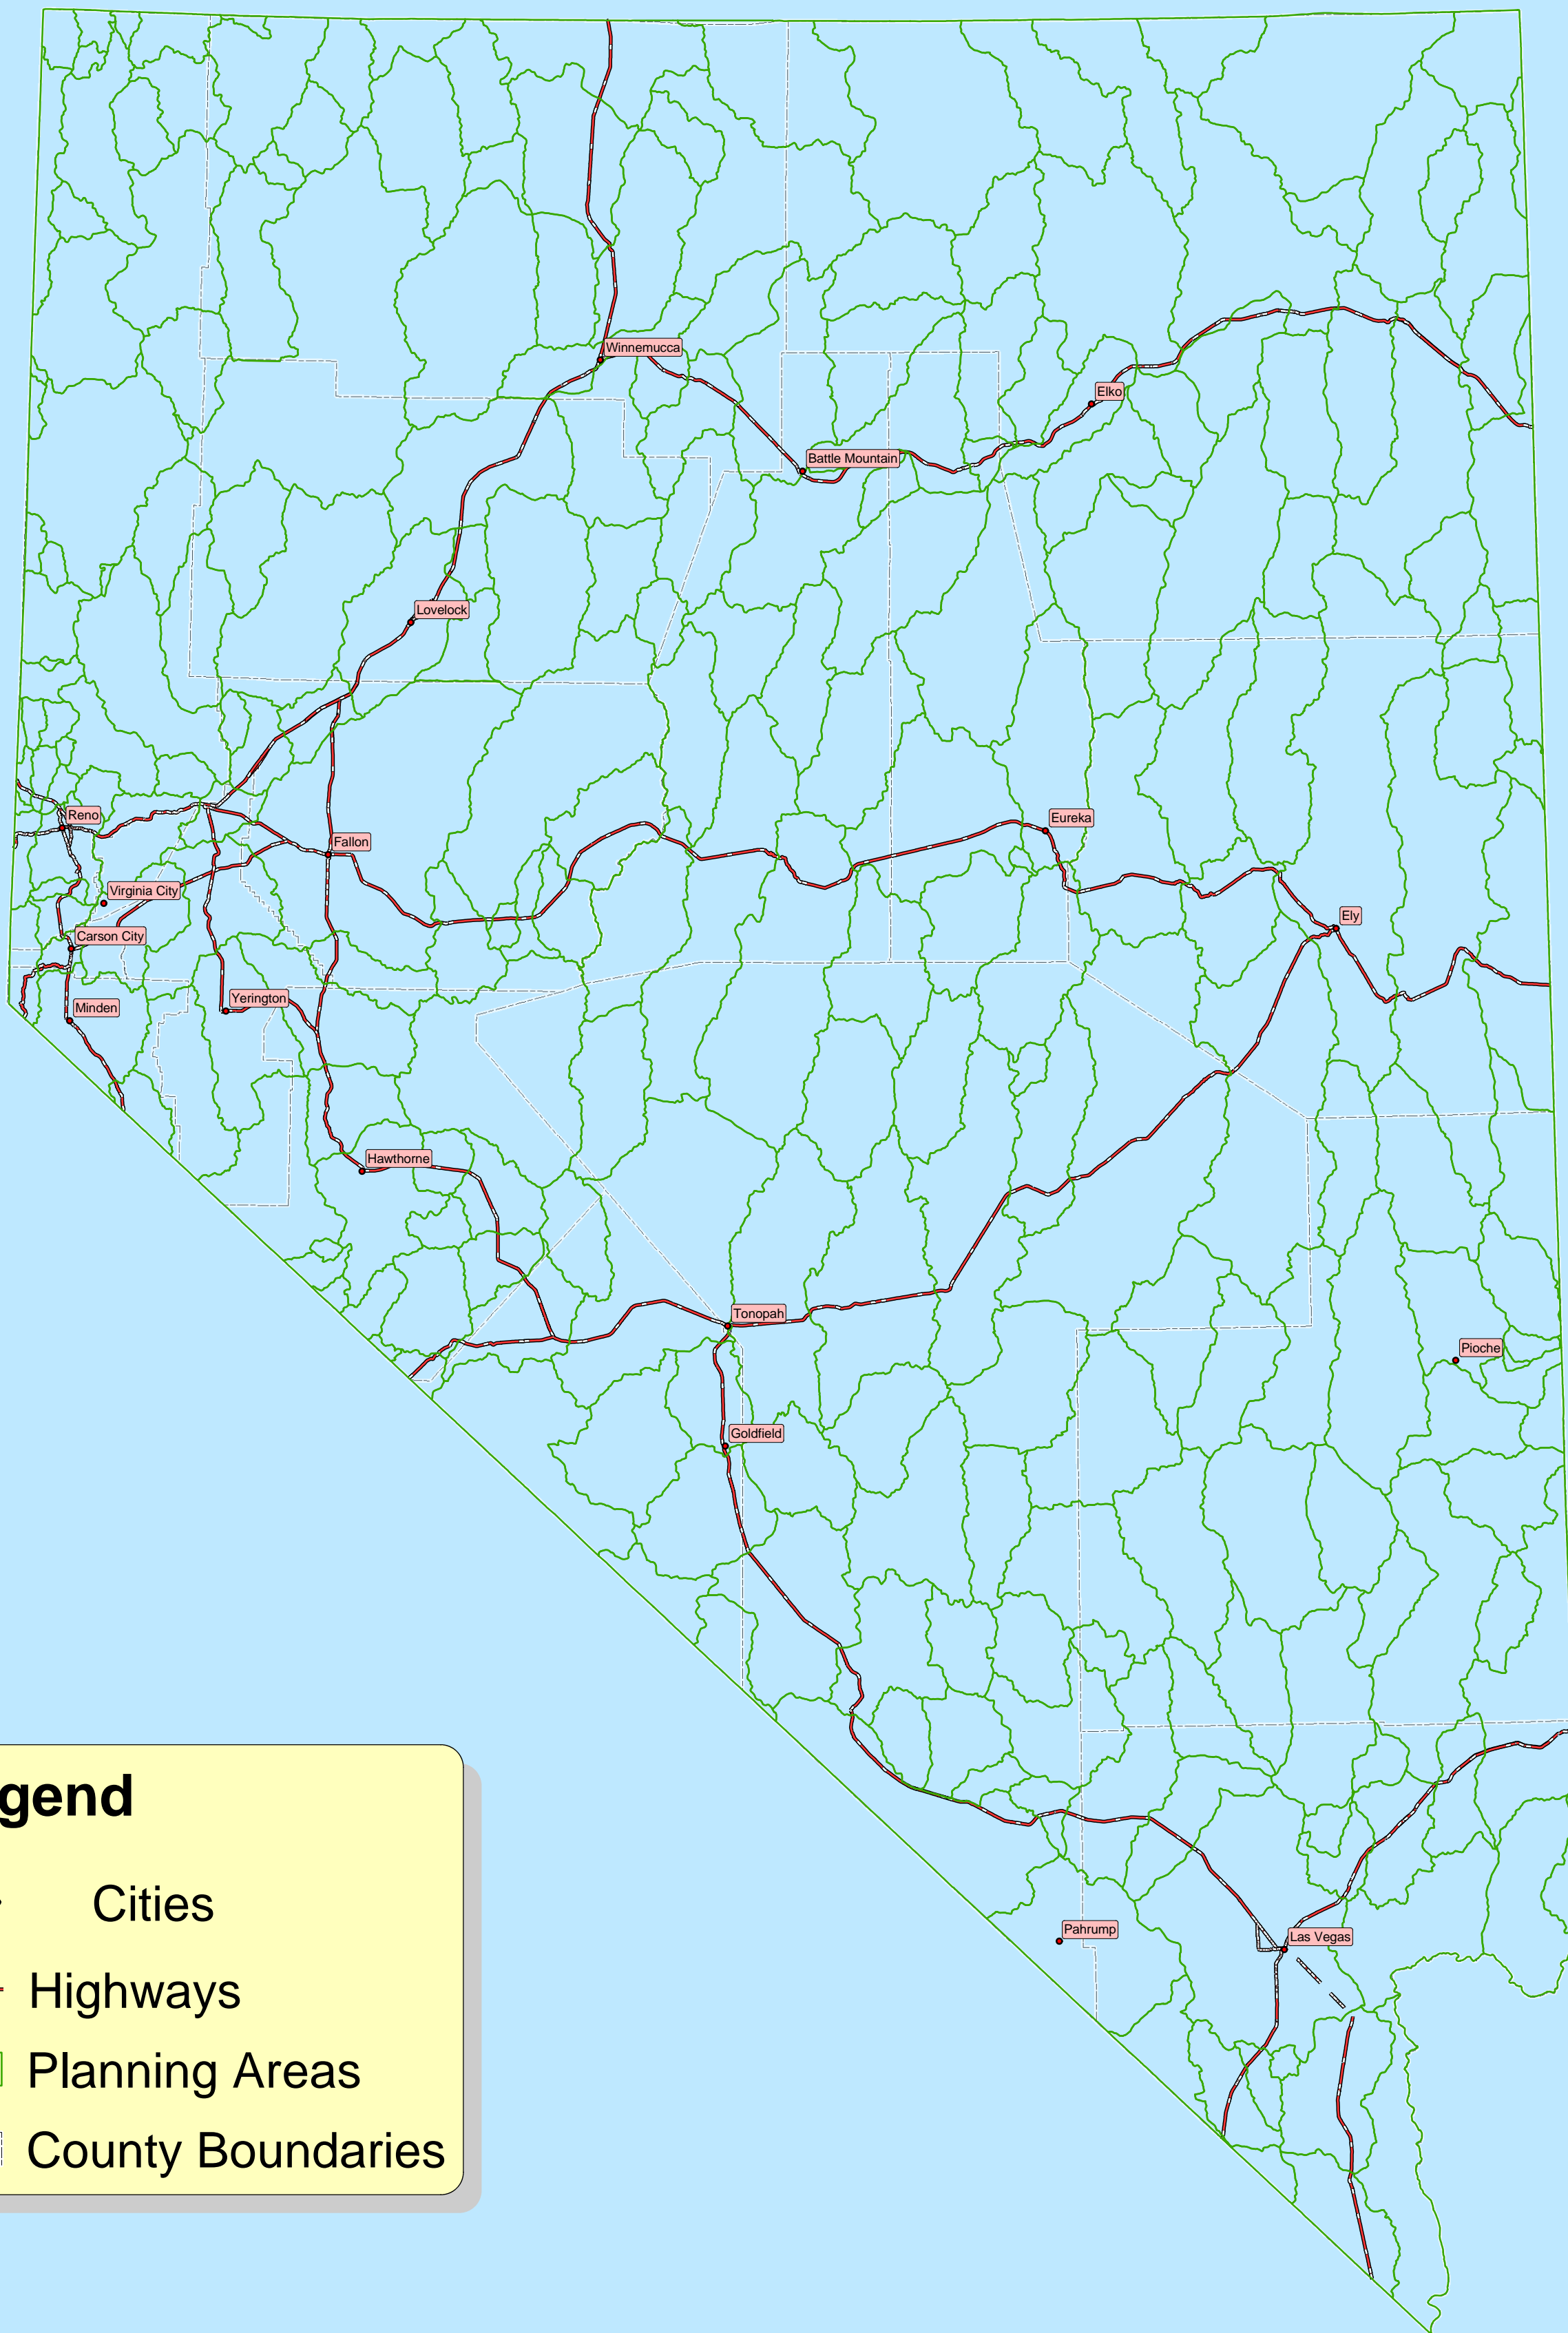 Winnemucca
Elko
Battle Mountain
Lovelock
Reno
Eureka
Fallon
Virginia City
Ely
Carson City
Yerington
Minden
Hawthorne
Tonopah
Pioche
Goldfield
gend
Cities
Highways
Pahrump
Las Vegas
Planning Areas
County Boundaries